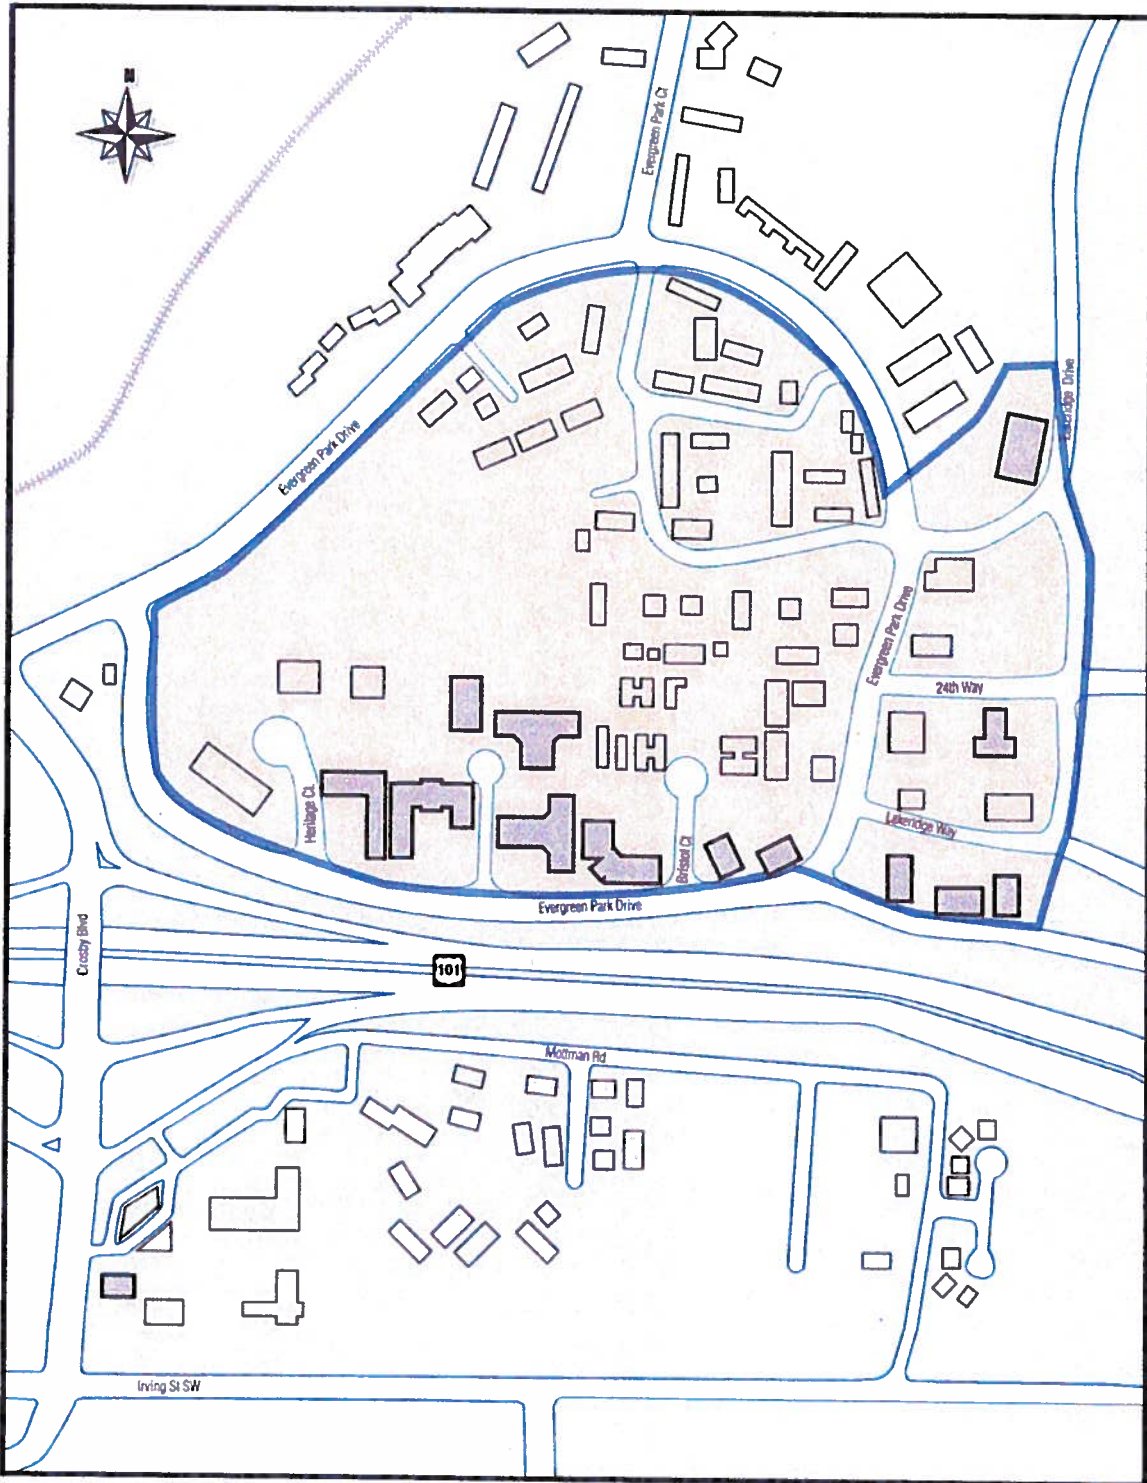 N
Evergreen Park Ct
Evergreen Park Drive
Lakeridge Drive
Evergreen Park Drive
24th Way
Lakeridge Way
Heritage Ct.
Bristol Ct
Evergreen Park Drive
Crosby Blvd
101
Mottman Rd
Irving St SW